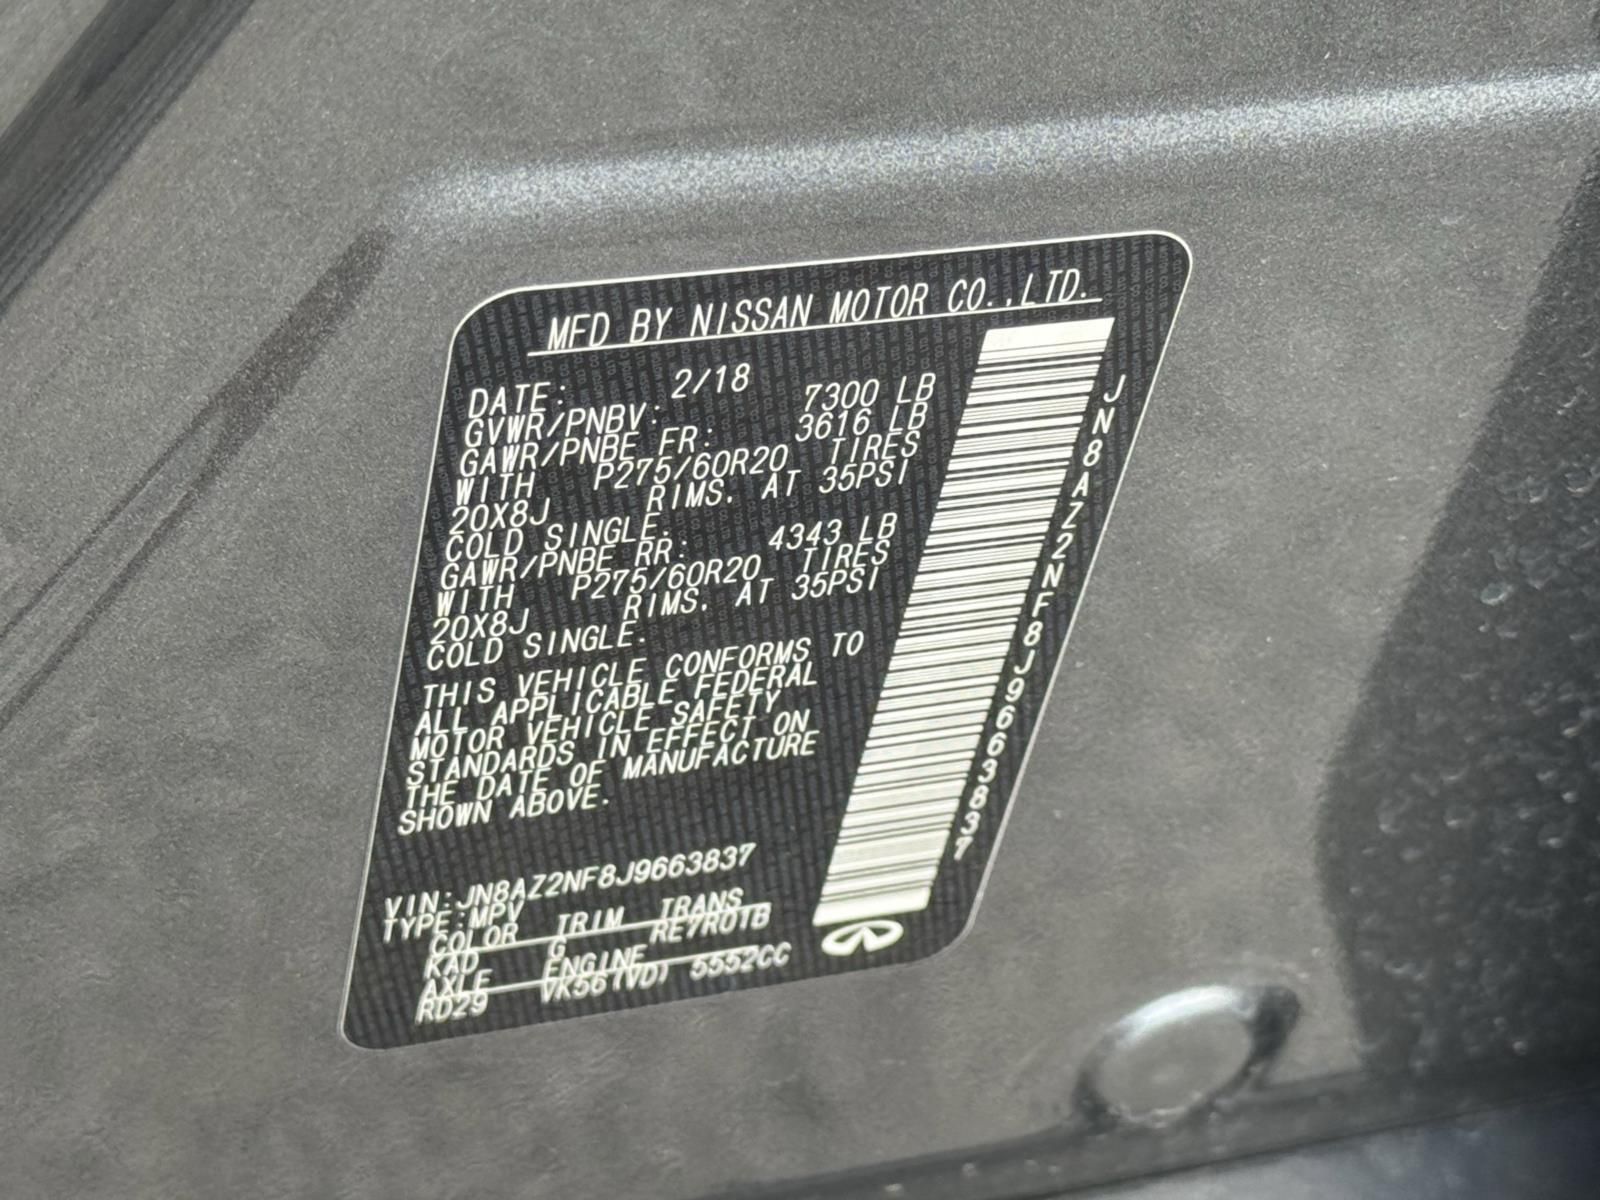 MFD BY NISSAN MOTOR CO.,LTD.
DATE: 2/18
GVWR/PNBV: 7300 LB
GAWR/PNBE FR: 3616 LB
WITH P275/60R20 TIRES
20X8J RIMS. AT 35PSI
COLD SINGLE.
GAWR/PNBE RR: 4343 LB
WITH P275/60R20 TIRES
20X8J RIMS. AT 35PSI
COLD SINGLE.
THIS VEHICLE CONFORMS TO
ALL APPLICABLE FEDERAL
MOTOR VEHICLE SAFETY
STANDARDS IN EFFECT ON
THE DATE OF MANUFACTURE
SHOWN ABOVE.
VIN:JN8AZ2NF8J9663837
TYPE:MPV
COLOR TRIM TRANS
KAD G RE7R01B
AXLE ENGINE
RD29 VK56(VD) 5552CC
JN8AZ2NF8J9663837